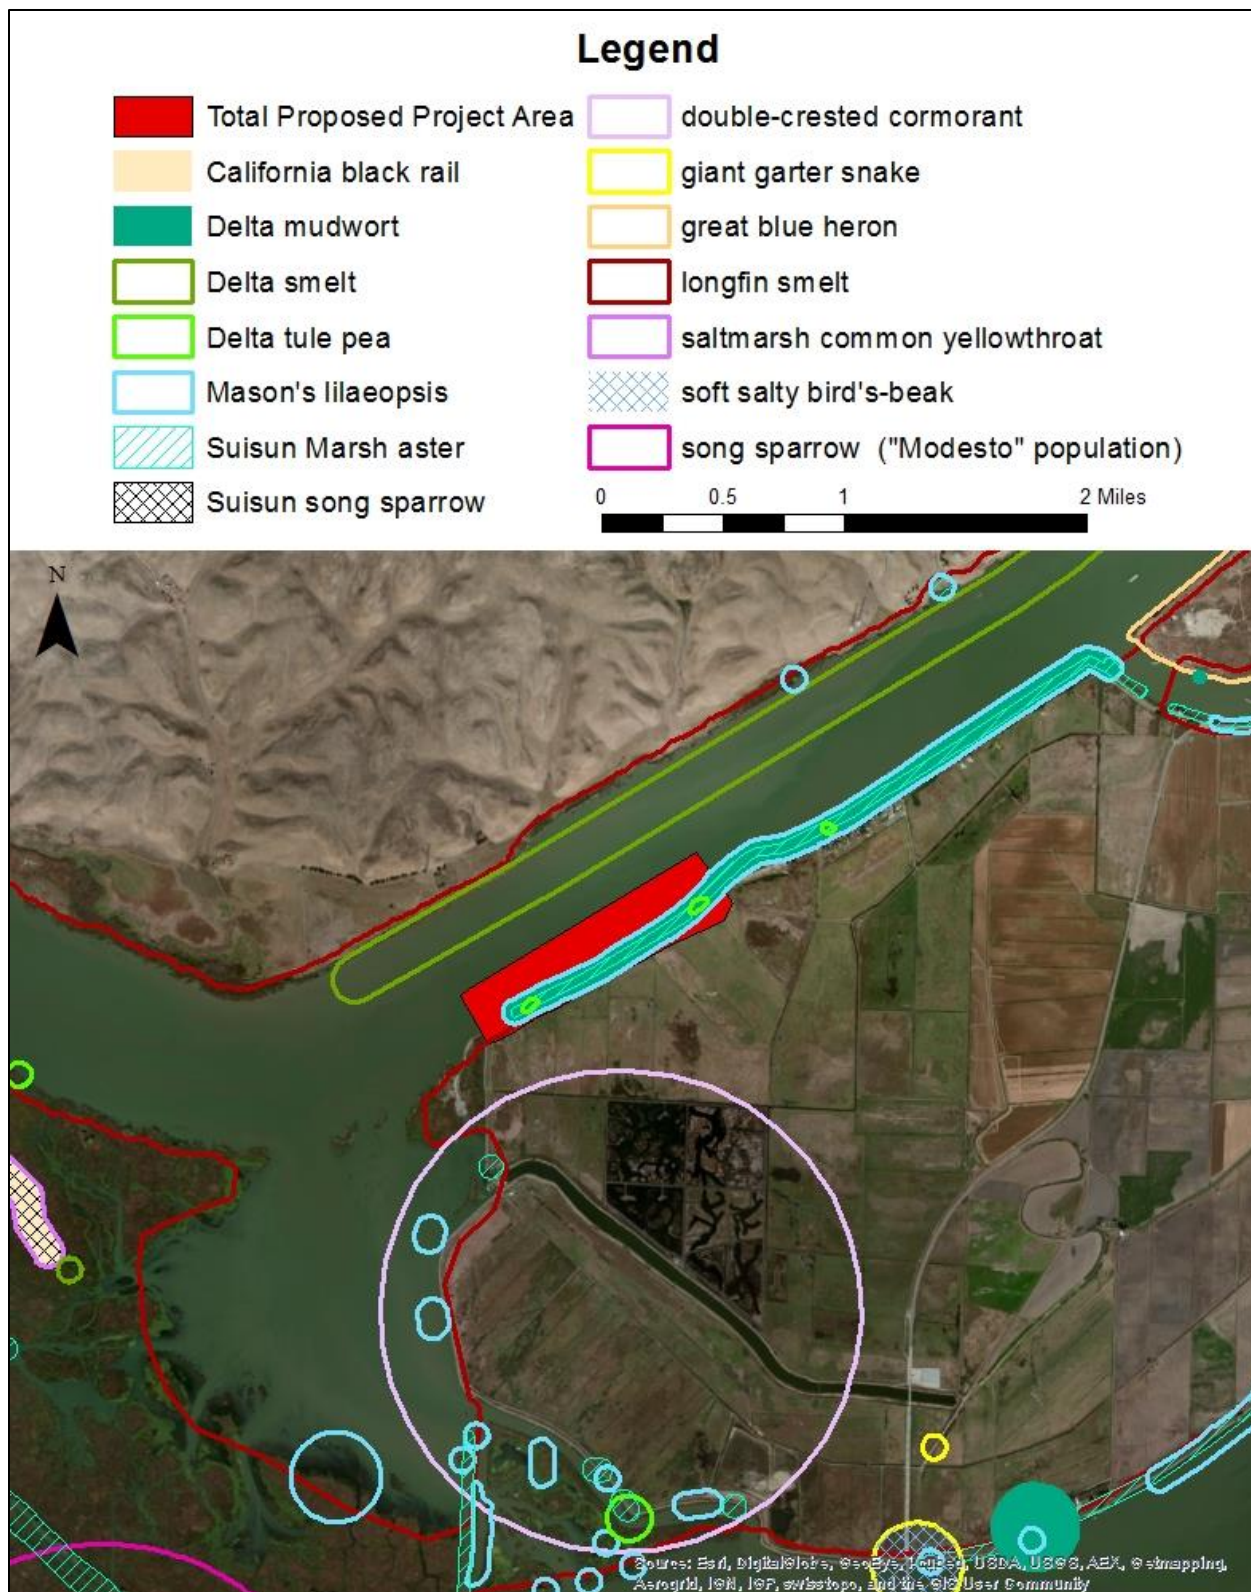 Legend
Total Proposed Project Area
California black rail
Delta mudwort
Delta smelt
Delta tule pea
Mason's lilaeopsis
Suisun Marsh aster
Suisun song sparrow
double-crested cormorant
giant garter snake
great blue heron
longfin smelt
saltmarsh common yellowthroat
soft salty bird's-beak
song sparrow ("Modesto" population)
0 0.5 1 2 Miles
N
Source: Esri, DigitalGlobe, GeoEye, i-cubed, USDA, USGS, AEX, Getmapping,
Aerogrid, IGN, IGP, swisstopo, and the GIS User Community